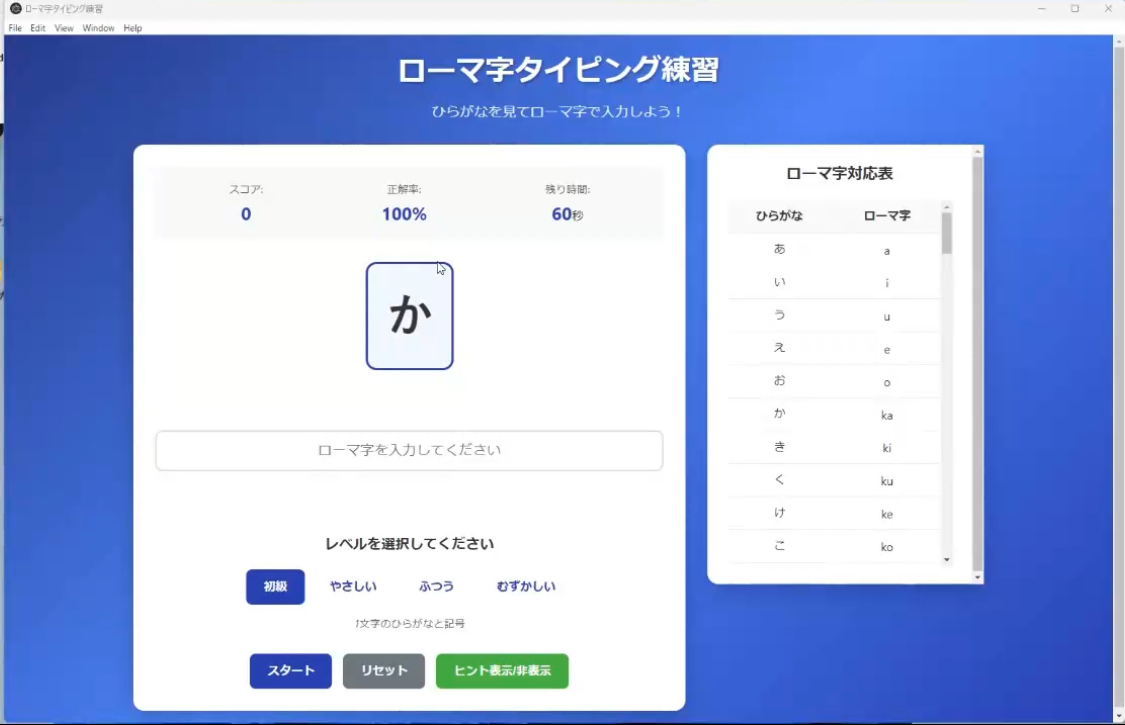 ローマ字タイピング練習
File Edit View Window Help
ローマ字タイピング練習
ひらがなを見てローマ字で入力しよう！
スコア: 正解率: 残り時間:
0 100% 60秒
か
ローマ字を入力してください
レベルを選択してください
初級 やさしい ふつう むずかしい
1文字のひらがなと記号
スタート リセット ヒント表示/非表示
ローマ字対応表
ひらがな ローマ字
あ a
い i
う u
え e
お o
か ka
き ki
く ku
け ke
こ ko